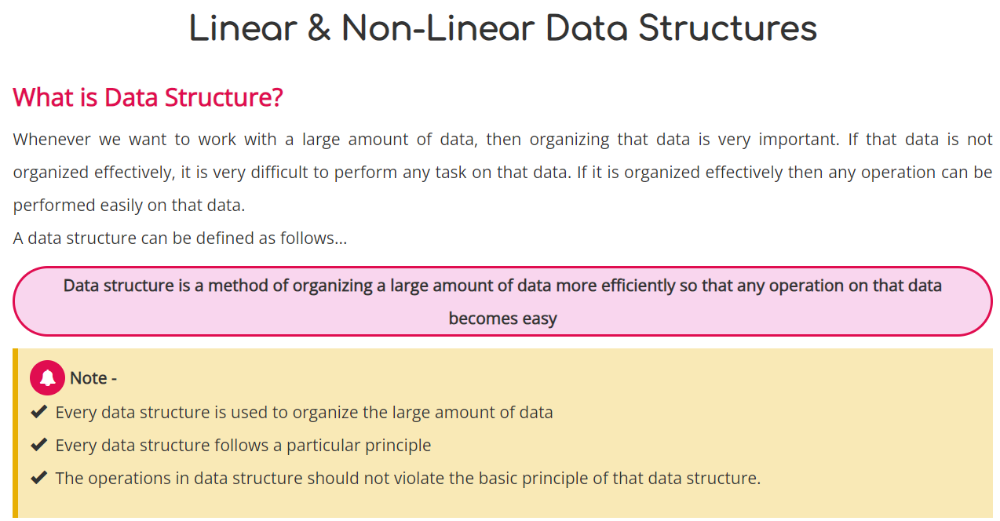 Linear & Non-Linear Data Structures
What is Data Structure?
Whenever we want to work with a large amount of data, then organizing that data is very important. If that data is not
organized effectively, it is very difficult to perform any task on that data. If it is organized effectively then any operation can be
performed easily on that data.
A data structure can be defined as follows...
Data structure is a method of organizing a large amount of data more efficiently so that any operation on that data
becomes easy
Note -
Every data structure is used to organize the large amount of data
Every data structure follows a particular principle
The operations in data structure should not violate the basic principle of that data structure.